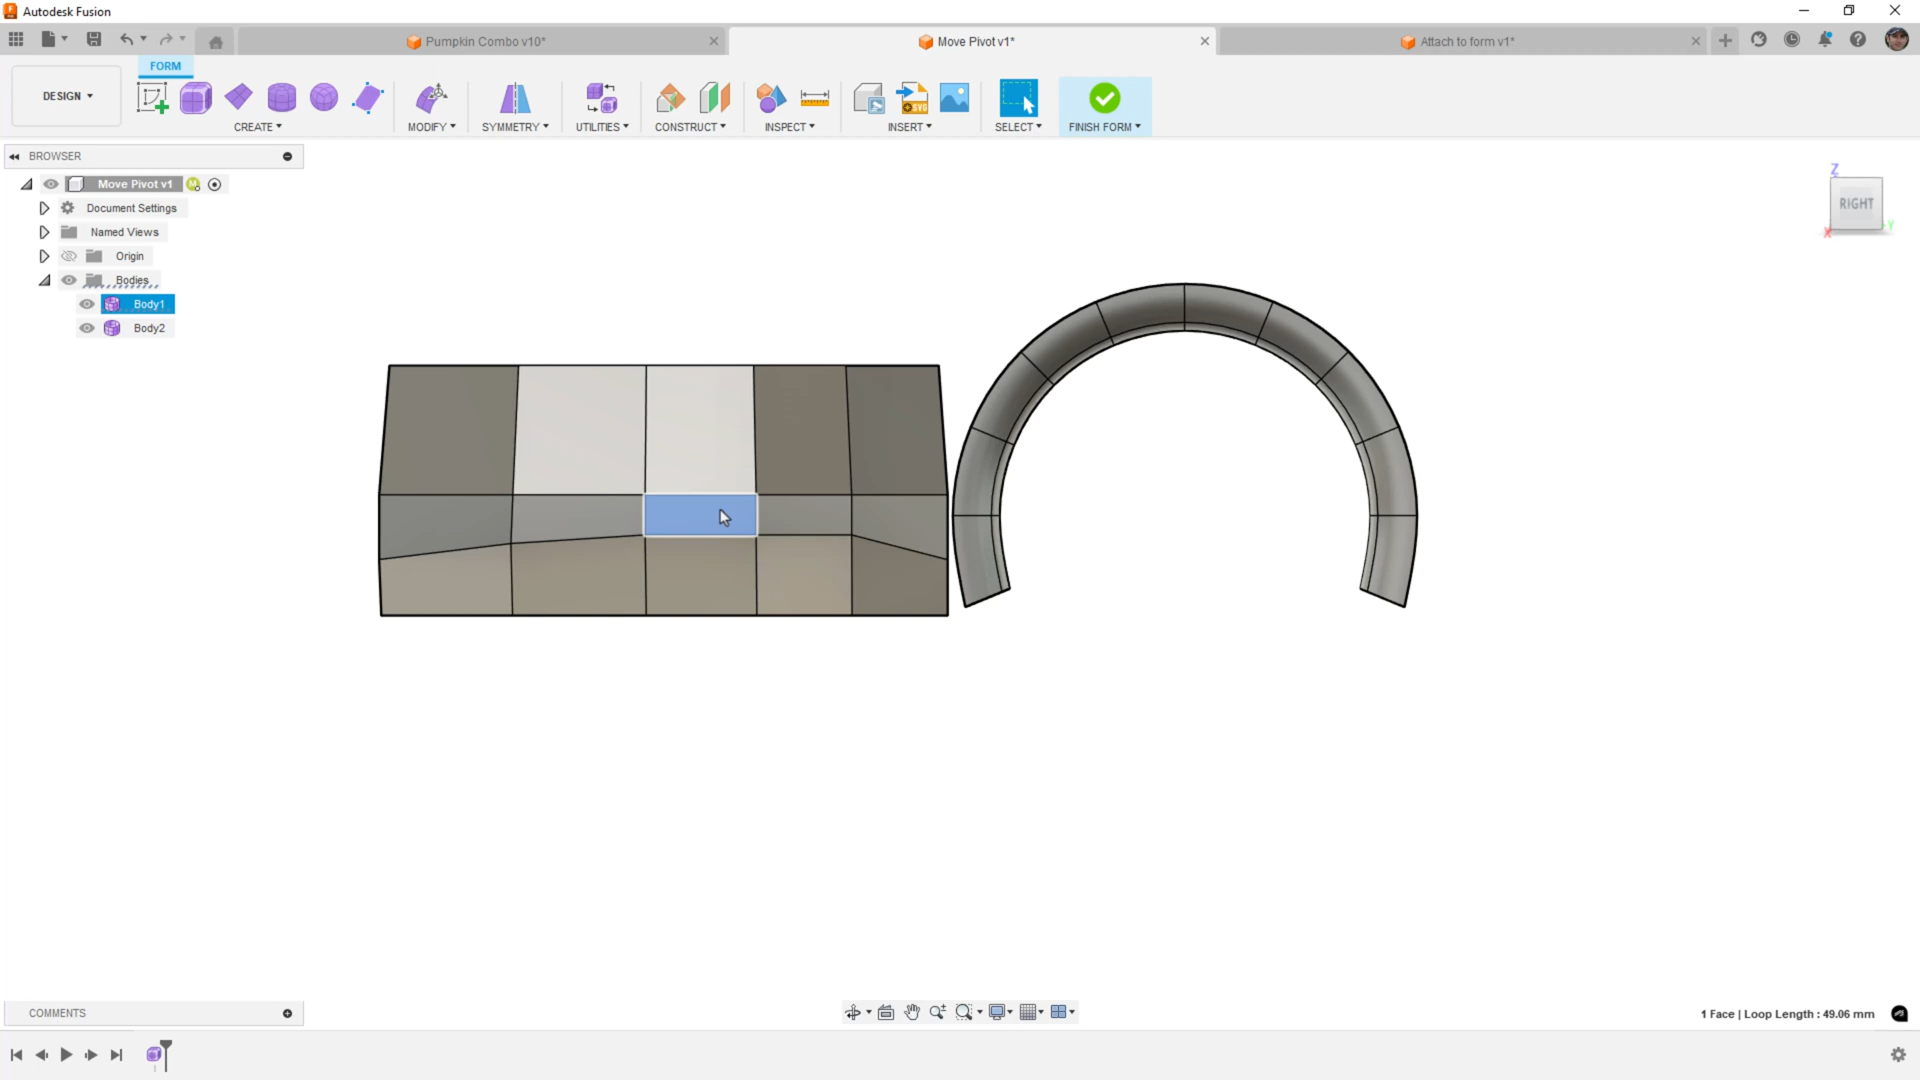 Autodesk Fusion
Pumpkin Combo v10*
Move Pivot v1*
Attach to form v1*
FORM
DESIGN
CREATE
MODIFY
SYMMETRY
UTILITIES
CONSTRUCT
INSPECT
INSERT
SELECT
FINISH FORM
BROWSER
Move Pivot v1
Document Settings
Named Views
Origin
Bodies
Body1
Body2
Z
RIGHT
Y
X
COMMENTS
1 Face | Loop Length : 49.06 mm